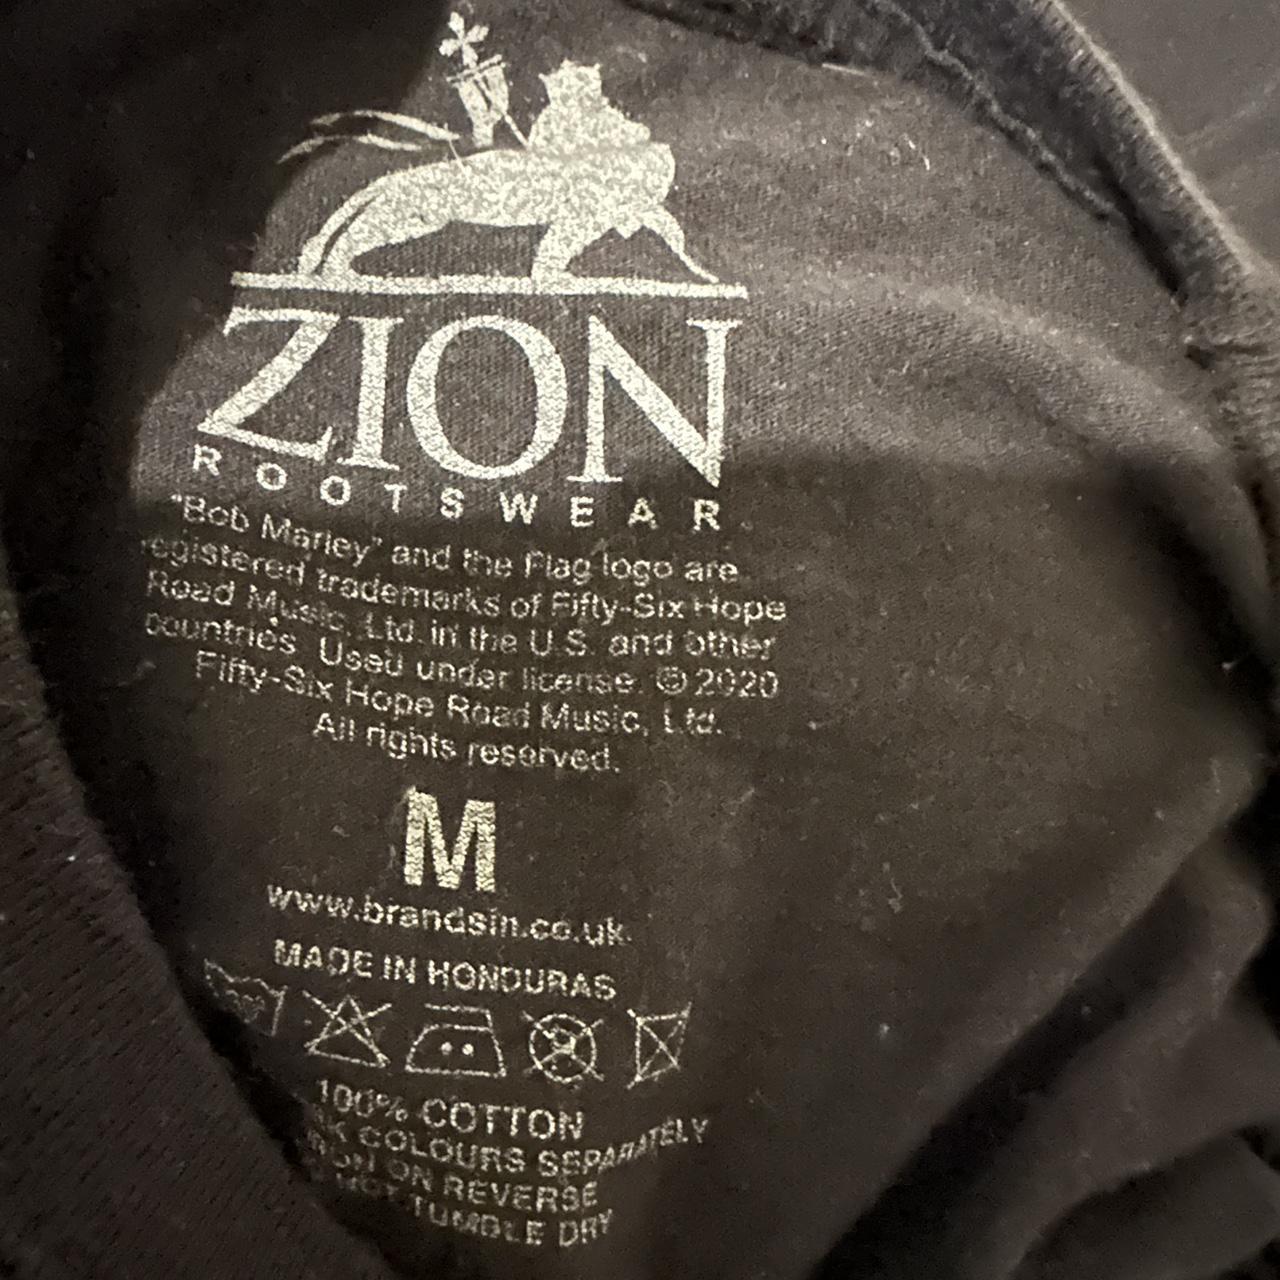 ZION
ROOTSWEAR
"Bob Marley" and the Flag logo are
registered trademarks of Fifty-Six Hope
Road Music, Ltd. in the U.S. and other
countries. Used under license. © 2020
Fifty-Six Hope Road Music, Ltd.
All rights reserved.
M
www.brandsin.co.uk
MADE IN HONDURAS
100% COTTON
COLOURS SEPARATELY
ON REVERSE
TUMBLE DRY